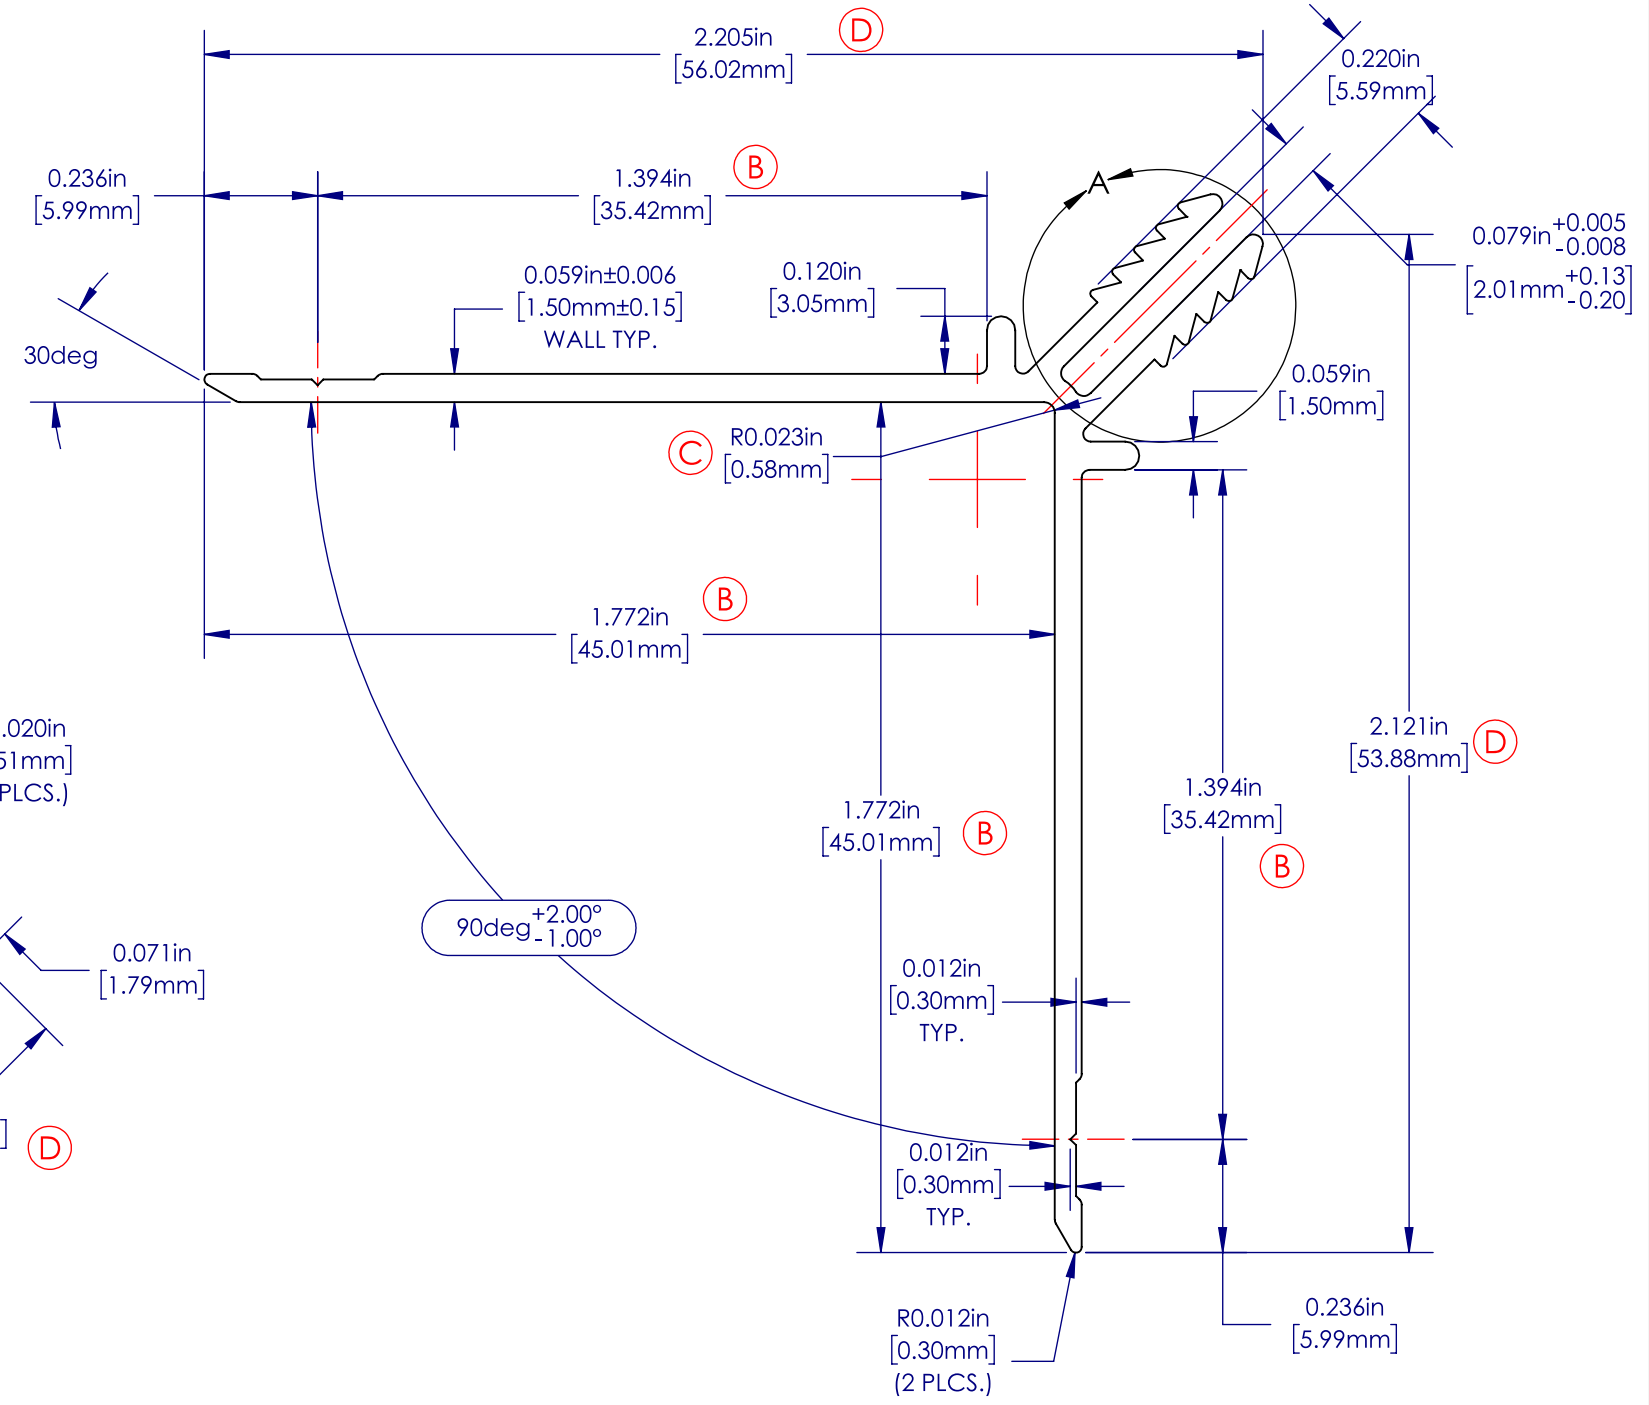 2.205in
[56.02mm]
D
0.220in
[5.59mm]
0.236in
[5.99mm]
1.394in
[35.42mm]
B
A
0.079in +0.005 -0.008
[2.01mm +0.13 -0.20]
0.059in±0.006
[1.50mm±0.15]
WALL TYP.
0.120in
[3.05mm]
30deg
0.059in
[1.50mm]
C
R0.023in
[0.58mm]
1.772in
[45.01mm]
B
.020in
51mm]
PLCS.)
2.121in
[53.88mm]
D
1.394in
[35.42mm]
B
1.772in
[45.01mm]
B
90deg +2.00° -1.00°
0.071in
[1.79mm]
0.012in
[0.30mm]
TYP.
]
D
0.012in
[0.30mm]
TYP.
R0.012in
[0.30mm]
(2 PLCS.)
0.236in
[5.99mm]